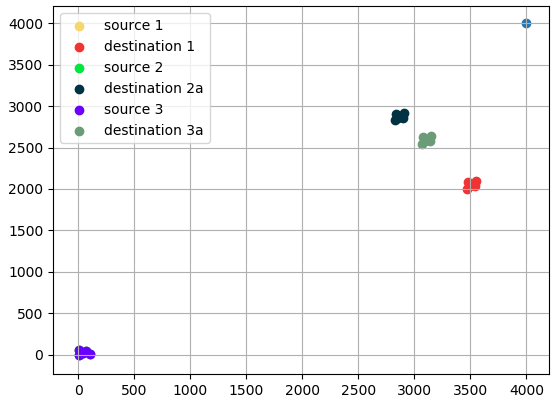 4000
3500
3000
2500
2000
1500
1000
500
0
source 1
destination 1
source 2
destination 2a
source 3
destination 3a
0 500 1000 1500 2000 2500 3000 3500 4000